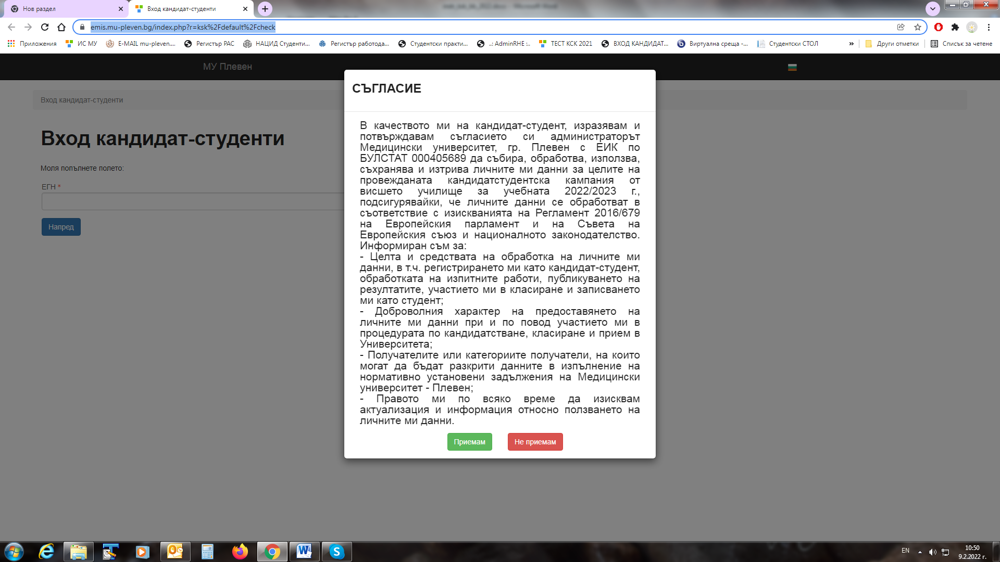 Нов раздел
Вход кандидат-студенти
emis.mu-pleven.bg/index.php?r=ksk%2Fdefault%2Fcheck
Приложения ИС МУ E-MAIL mu-pleven.... Регистър РАС НАЦИД Студенти... Регистър работода... Студентски практи... ..: AdminRHE :.. ТЕСТ КСК 2021 ВХОД КАНДИДАТ... Виртуална среща -... Студентски СТОЛ » Други отметки Списък за четене
МУ Плевен
Вход кандидат-студенти
Вход кандидат-студенти
Моля попълнете полето:
ЕГН *
Напред
СЪГЛАСИЕ
В качеството ми на кандидат-студент, изразявам и
потвърждавам съгласието си администраторът
Медицински университет, гр. Плевен с ЕИК по
БУЛСТАТ 000405689 да събира, обработва, използва,
съхранява и изтрива личните ми данни за целите на
провежданата кандидатстудентска кампания от
висшето училище за учебната 2022/2023 г.,
подсигурявайки, че личните данни се обработват в
съответствие с изискванията на Регламент 2016/679
на Европейския парламент и на Съвета на
Европейския съюз и националното законодателство.
Информиран съм за:
- Целта и средствата на обработка на личните ми
данни, в т.ч. регистрирането ми като кандидат-студент,
обработката на изпитните работи, публикуването на
резултатите, участието ми в класиране и записването
ми като студент;
- Доброволния характер на предоставянето на
личните ми данни при и по повод участието ми в
процедурата по кандидатстване, класиране и прием в
Университета;
- Получателите или категориите получатели, на които
могат да бъдат разкрити данните в изпълнение на
нормативно установени задължения на Медицински
университет - Плевен;
- Правото ми по всяко време да изисквам
актуализация и информация относно ползването на
личните ми данни.
Приемам
Не приемам
EN
10:50
9.2.2022 г.